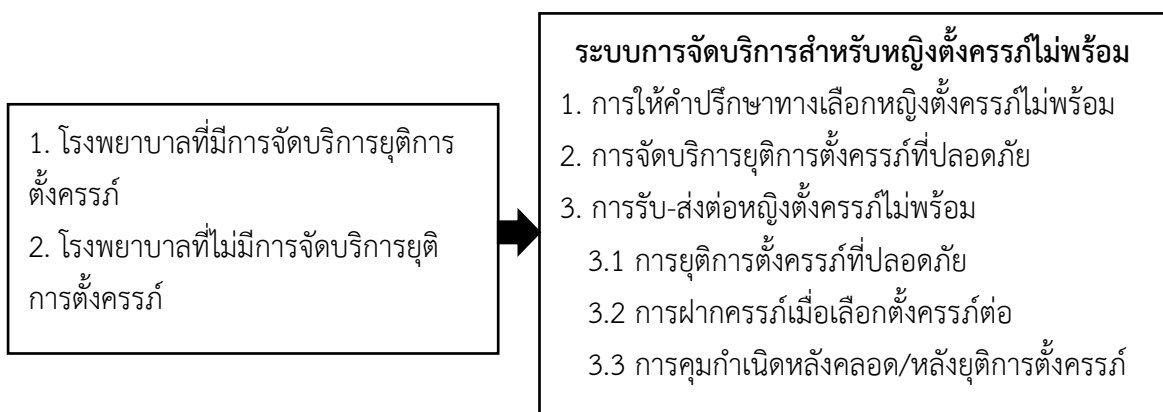 1. โรงพยาบาลที่มีการจัดบริการยุติการ
ตั้งครรภ์
2. โรงพยาบาลที่ไม่มีการจัดบริการยุติ
การตั้งครรภ์
ระบบการจัดบริการสำหรับหญิงตั้งครรภ์ไม่พร้อม
1. การให้คำปรึกษาทางเลือกหญิงตั้งครรภ์ไม่พร้อม
2. การจัดบริการยุติการตั้งครรภ์ที่ปลอดภัย
3. การรับ-ส่งต่อหญิงตั้งครรภ์ไม่พร้อม
3.1 การยุติการตั้งครรภ์ที่ปลอดภัย
3.2 การฝากครรภ์เมื่อเลือกตั้งครรภ์ต่อ
3.3 การคุมกำเนิดหลังคลอด/หลังยุติการตั้งครรภ์